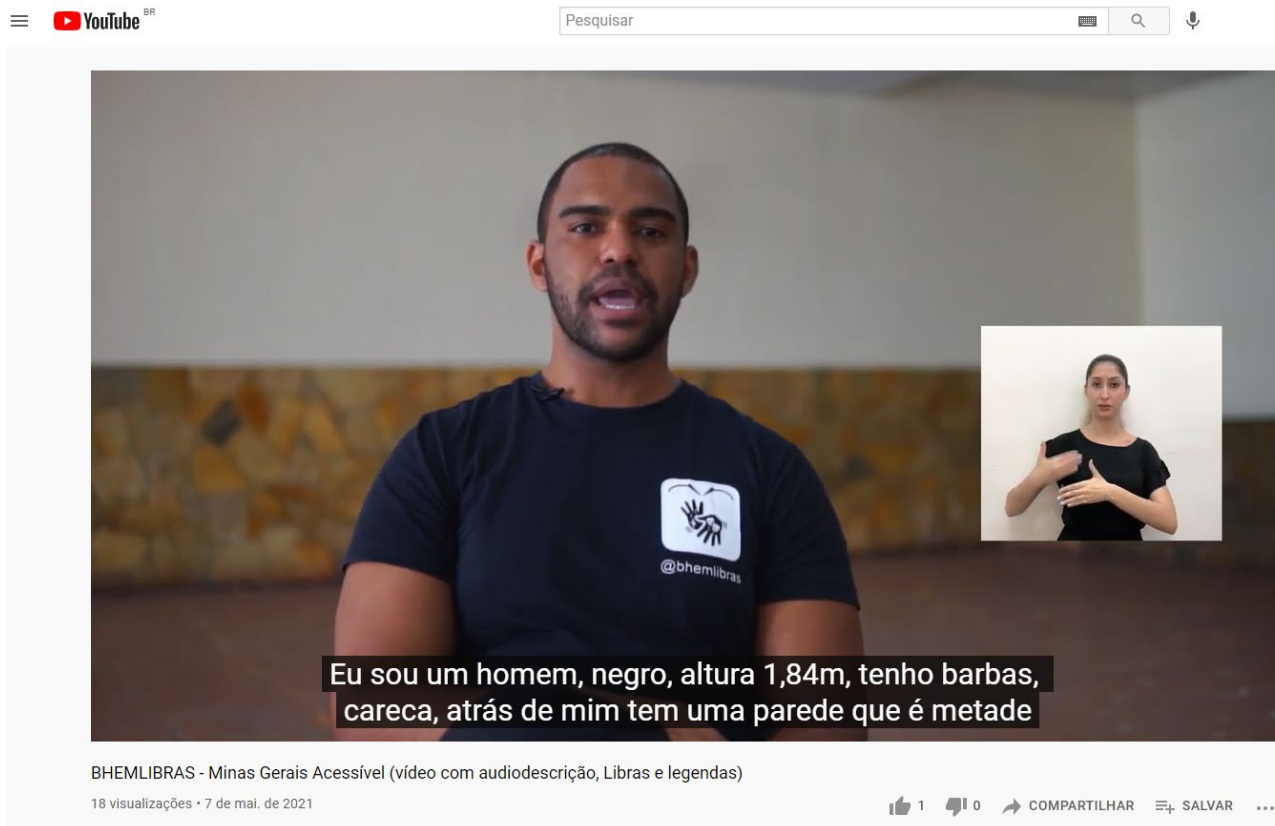 YouTube BR
Pesquisar
@bhemlibras
Eu sou um homem, negro, altura 1,84m, tenho barbas,
careca, atrás de mim tem uma parede que é metade
BHEMLIBRAS - Minas Gerais Acessível (vídeo com audiodescrição, Libras e legendas)
18 visualizações • 7 de mai. de 2021
1 0 COMPARTILHAR SALVAR ...